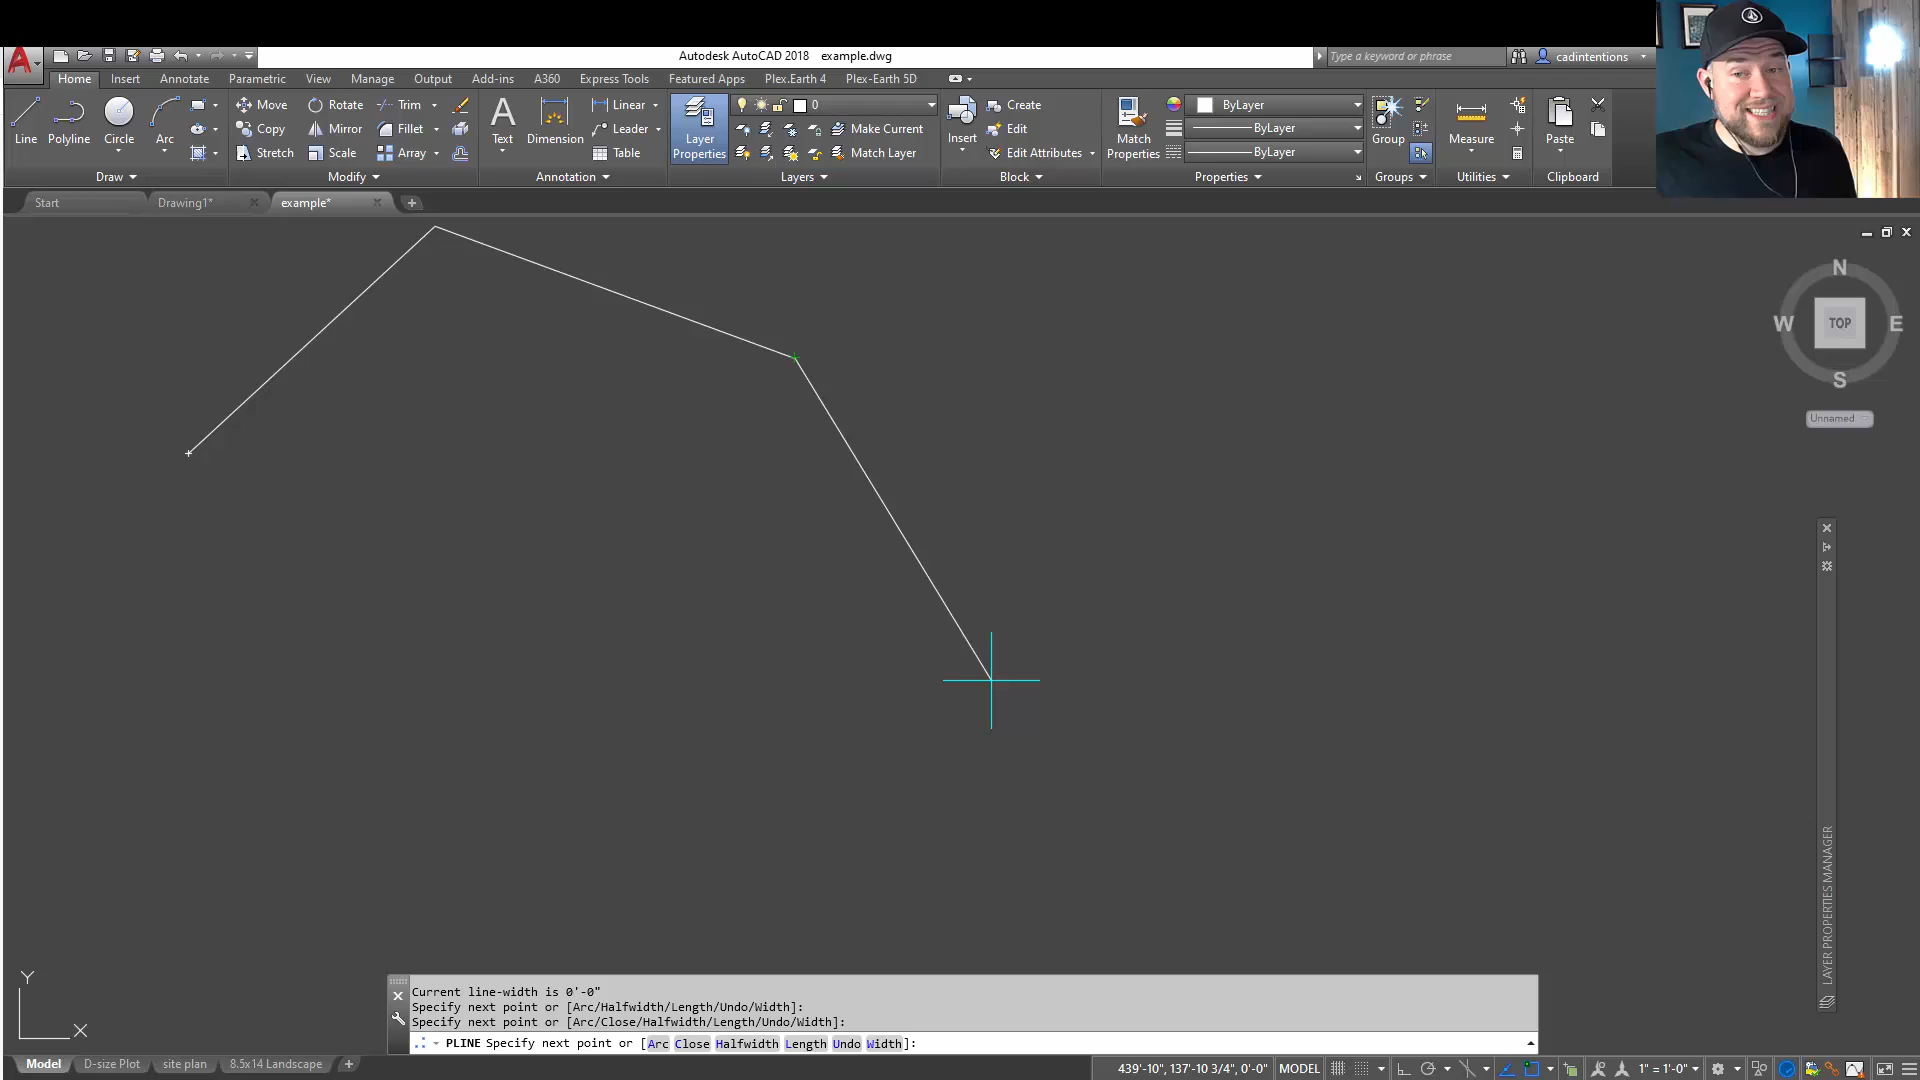 Autodesk AutoCAD 2018 example.dwg
Type a keyword or phrase
cadintentions
Home Insert Annotate Parametric View Manage Output Add-ins A360 Express Tools Featured Apps Plex.Earth 4 Plex-Earth 5D
Line
Polyline
Circle
Arc
Draw
Move
Rotate
Trim
Copy
Mirror
Fillet
Stretch
Scale
Array
Modify
Text
Dimension
Linear
Leader
Table
Annotation
Layer
Properties
0
Make Current
Match Layer
Layers
Insert
Create
Edit
Edit Attributes
Block
Match
Properties
ByLayer
ByLayer
ByLayer
Properties
Group
Groups
Measure
Utilities
Paste
Clipboard
Start Drawing1* example*
N
W TOP E
S
Unnamed
LAYER PROPERTIES MANAGER
Y
X
Current line-width is 0'-0"
Specify next point or [Arc/Halfwidth/Length/Undo/Width]:
Specify next point or [Arc/Close/Halfwidth/Length/Undo/Width]:
PLINE Specify next point or [Arc Close Halfwidth Length Undo Width]:
Model D-size Plot site plan 8.5x14 Landscape
439'-10", 137'-10 3/4", 0'-0" MODEL 1" = 1'-0"